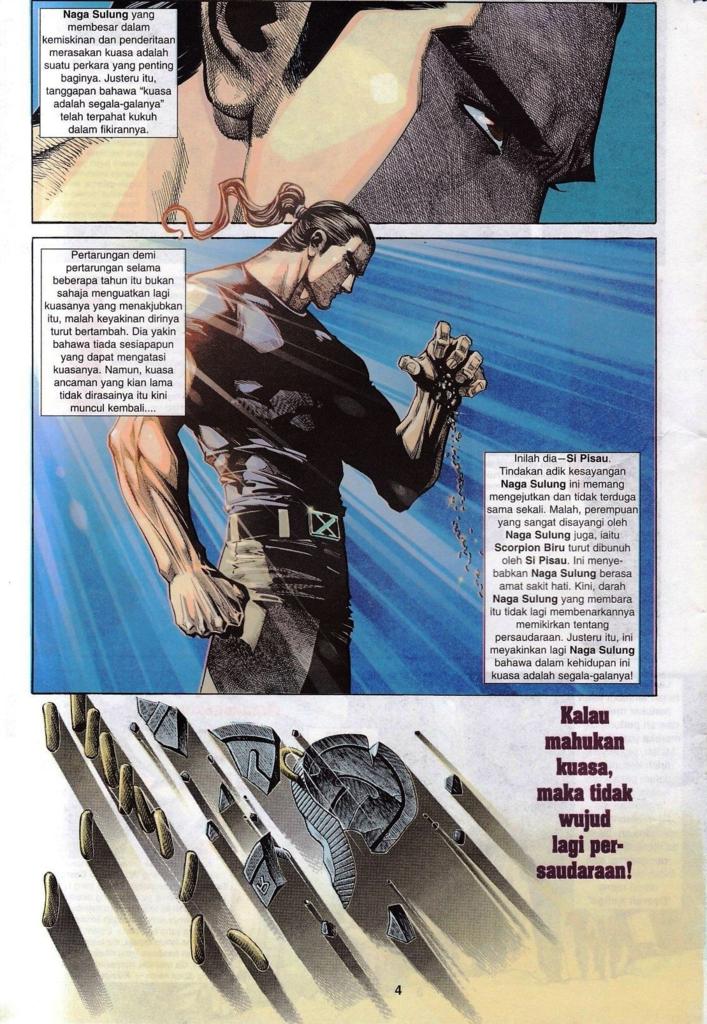 Naga Sulung yang
membesar dalam
kemiskinan dan penderitaan
merasakan kuasa adalah
suatu perkara yang penting
baginya. Justeru itu,
tanggapan bahawa “kuasa
adalah segala-galanya”
telah terpahat kukuh
dalam fikirannya.
Pertarungan demi
pertarungan selama
beberapa tahun itu bukan
sahaja menguatkan lagi
kuasanya yang menakjubkan
itu, malah keyakinan dirinya
turut bertambah. Dia yakin
bahawa tiada sesiapapun
yang dapat mengatasi
kuasanya. Namun, kuasa
ancaman yang kian lama
tidak dirasainya itu kini
muncul kembali....
Inilah dia—Si Pisau.
Tindakan adik kesayangan
Naga Sulung ini memang
mengejutkan dan tidak terduga
sama sekali. Malah, perempuan
yang sangat disayangi oleh
Naga Sulung juga, iaitu
Scorpion Biru turut dibunuh
oleh Si Pisau. Ini menye-
babkan Naga Sulung berasa
amat sakit hati. Kini, darah
Naga Sulung yang membara
itu tidak lagi membenarkannya
memikirkan tentang
persaudaraan. Justeru itu, ini
meyakinkan lagi Naga Sulung
bahawa dalam kehidupan ini
kuasa adalah segala-galanya!
Kalau
mahukan
kuasa,
maka tidak
wujud
lagi per-
saudaraan!
4